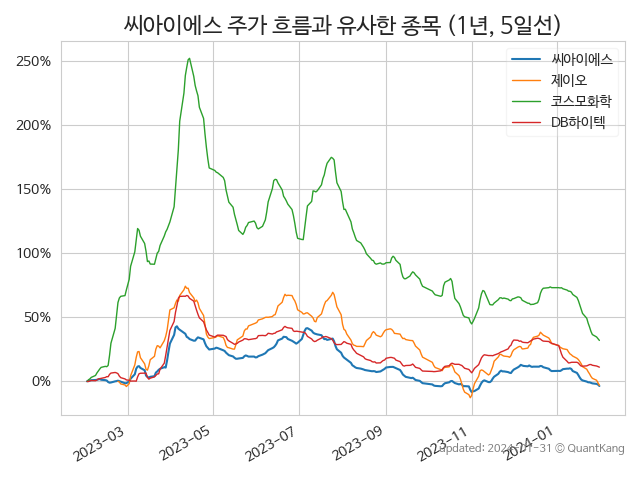 씨아이에스 주가 흐름과 유사한 종목 (1년, 5일선)
씨아이에스
제이오
코스모화학
DB하이텍
250%
200%
150%
100%
50%
0%
2023-03
2023-05
2023-07
2023-09
2023-11
2024-01
updated: 2024-01-31 © QuantKang